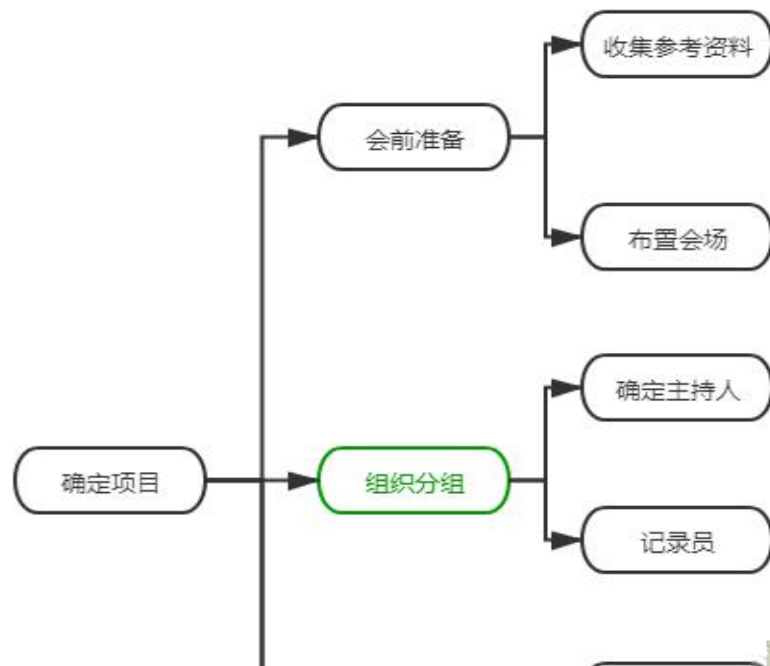 收集参考资料
会前准备
布置会场
确定主持人
确定项目
组织分组
记录员